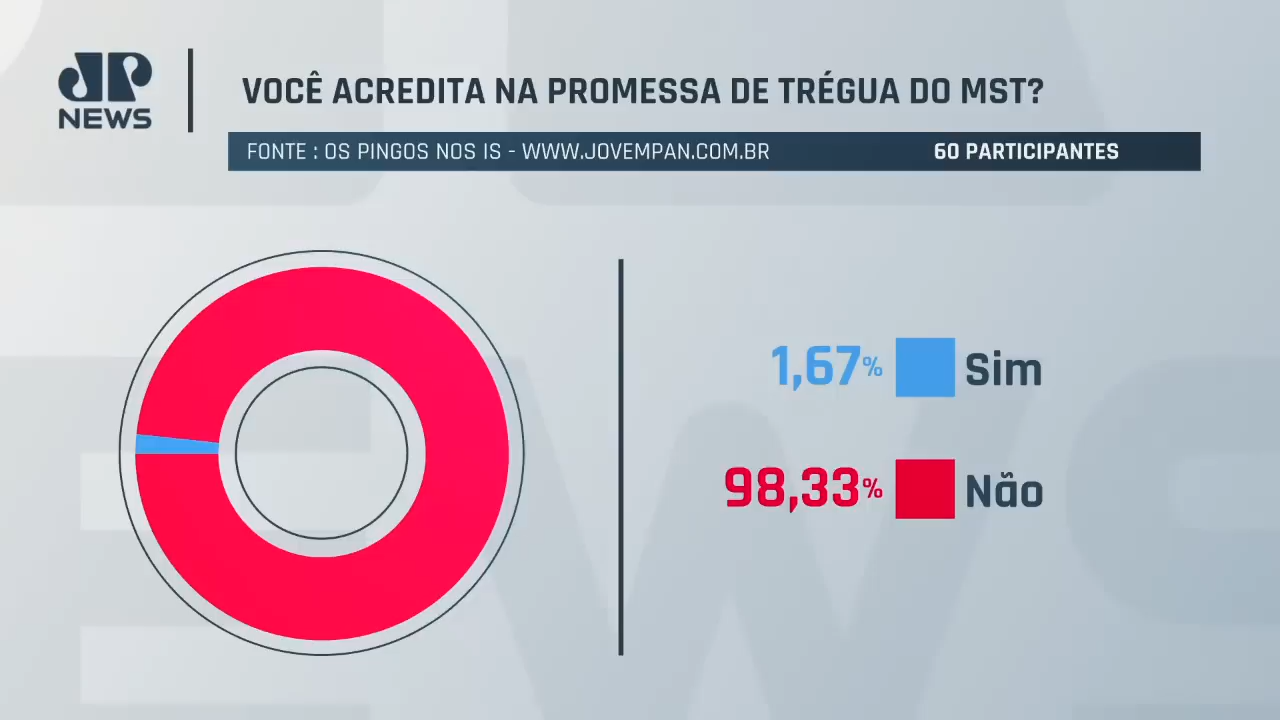 JP
NEWS
VOCÊ ACREDITA NA PROMESSA DE TRÉGUA DO MST?
FONTE : OS PINGOS NOS IS - WWW.JOVEMPAN.COM.BR 60 PARTICIPANTES
1,67% Sim
98,33% Não